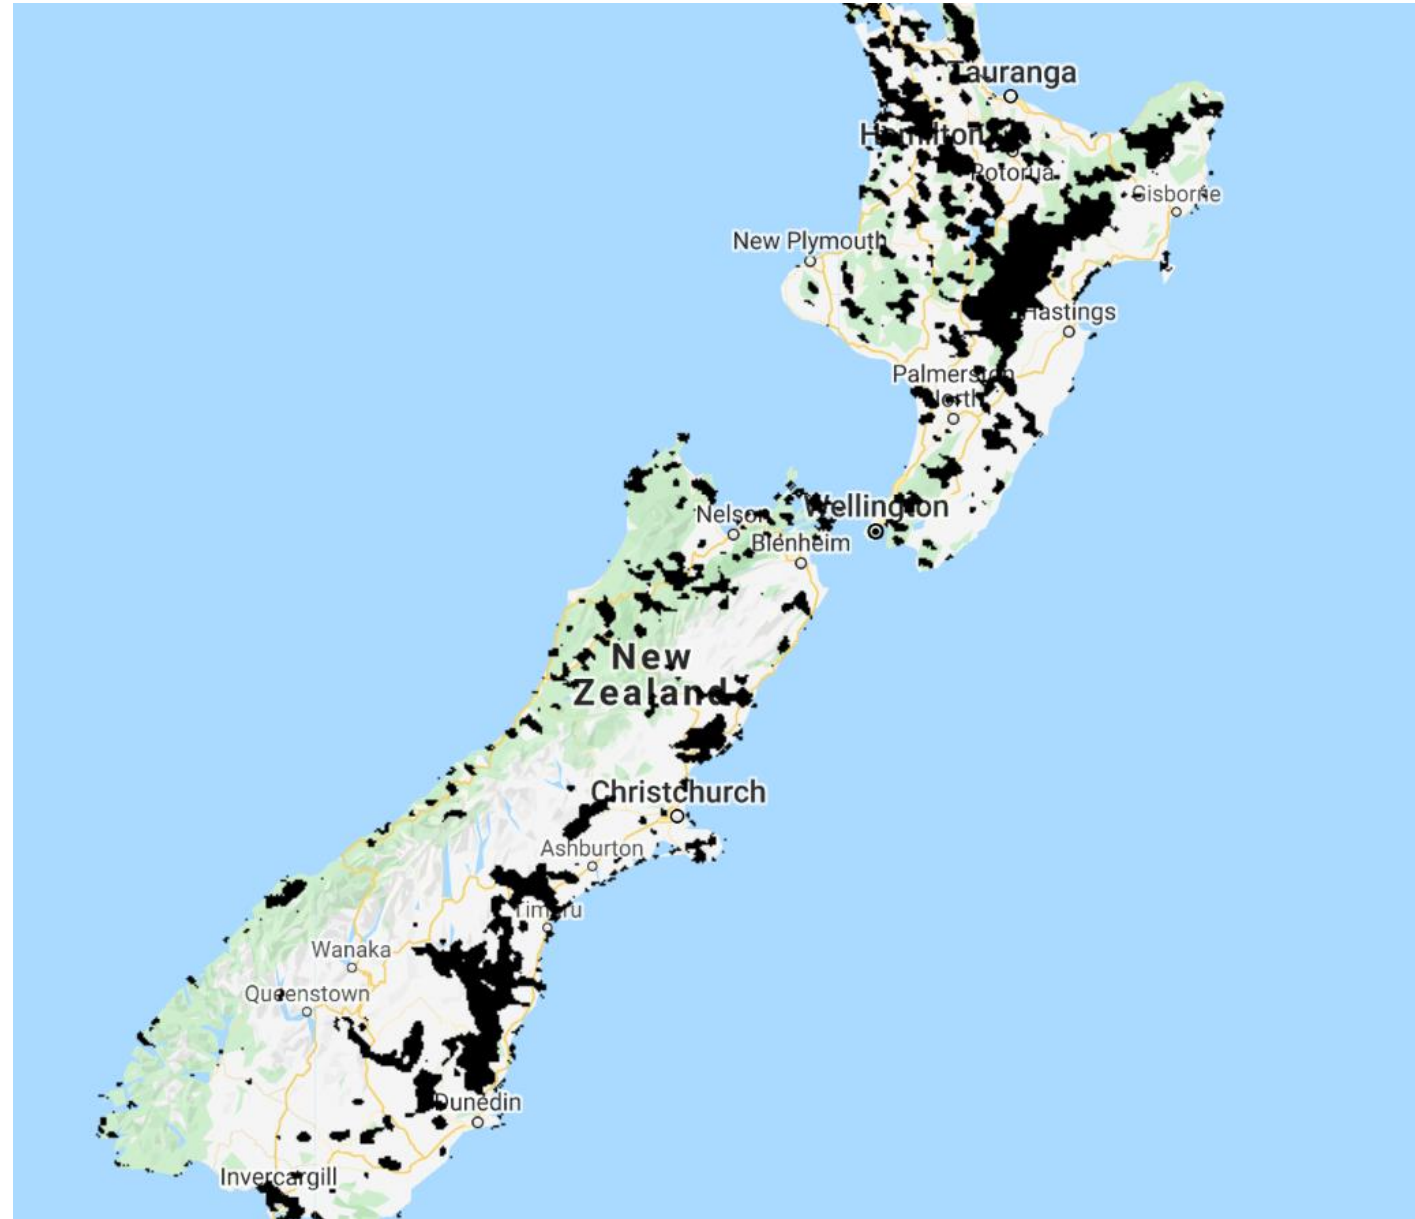 Tauranga
Hamilton
Rotorua
Gisborne
New Plymouth
Hastings
Palmerston
North
Wellington
Nelson
Blenheim
New
Zealand
Christchurch
Ashburton
Timaru
Wanaka
Queenstown
Dunedin
Invercargill